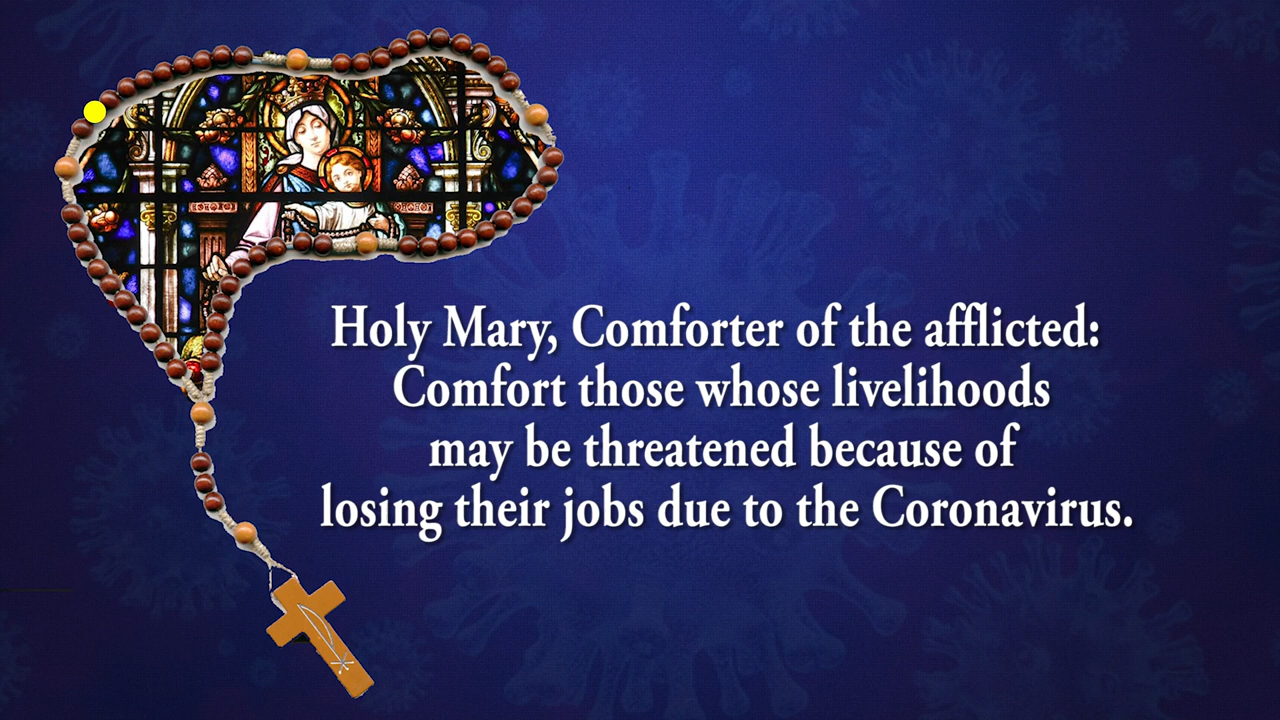 Holy Mary, Comforter of the afflicted:
Comfort those whose livelihoods
may be threatened because of
losing their jobs due to the Coronavirus.